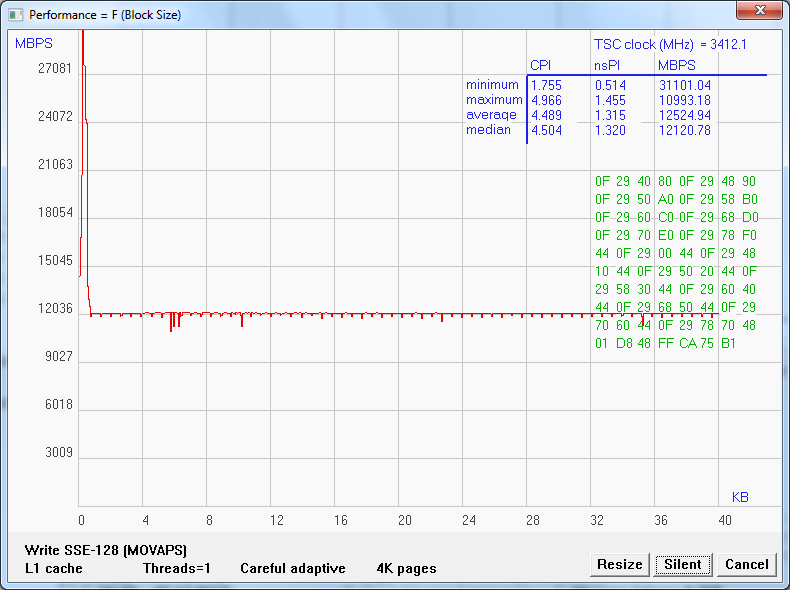 Performance = F (Block Size)
MBPS
TSC clock (MHz) = 3412.1
CPI nsPI MBPS
minimum 1.755 0.514 31101.04
maximum 4.966 1.455 10993.18
average 4.489 1.315 12524.94
median 4.504 1.320 12120.78
27081
24072
21063
18054
15045
12036
9027
6018
3009
0F 29 40 80 0F 29 48 90
0F 29 50 A0 0F 29 58 B0
0F 29 60 C0 0F 29 68 D0
0F 29 70 E0 0F 29 78 F0
44 0F 29 00 44 0F 29 48
10 44 0F 29 50 20 44 0F
29 58 30 44 0F 29 60 40
44 0F 29 68 50 44 0F 29
70 60 44 0F 29 78 70 48
01 D8 48 FF CA 75 B1
KB
0 4 8 12 16 20 24 28 32 36 40
Write SSE-128 (MOVAPS)
L1 cache Threads=1 Careful adaptive 4K pages
Resize Silent Cancel